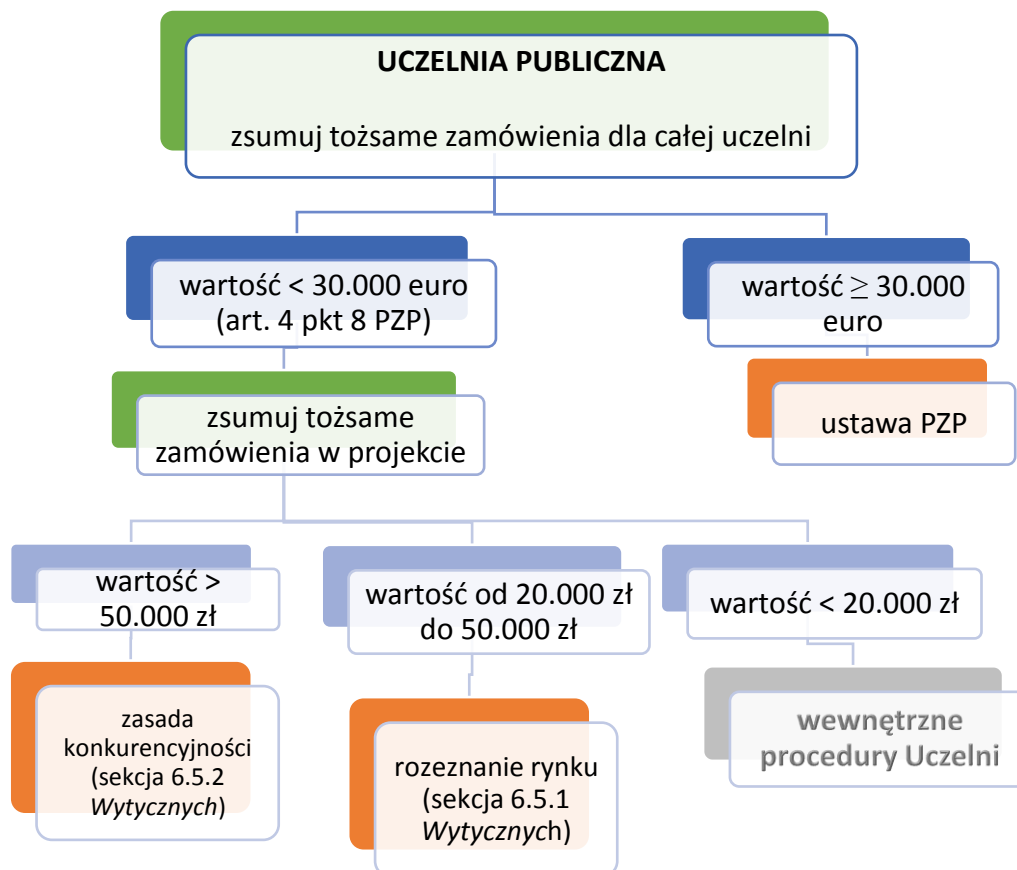 UCZELNIA PUBLICZNA
zsumuj tożsame zamówienia dla całej uczelni
wartość < 30.000 euro
(art. 4 pkt 8 PZP)
wartość ≥ 30.000
euro
zsumuj tożsame
zamówienia w projekcie
ustawa PZP
wartość >
50.000 zł
wartość od 20.000 zł
do 50.000 zł
wartość < 20.000 zł
zasada
konkurencyjności
(sekcja 6.5.2
Wytycznych)
rozeznanie rynku
(sekcja 6.5.1
Wytycznych)
wewnętrzne
procedury Uczelni